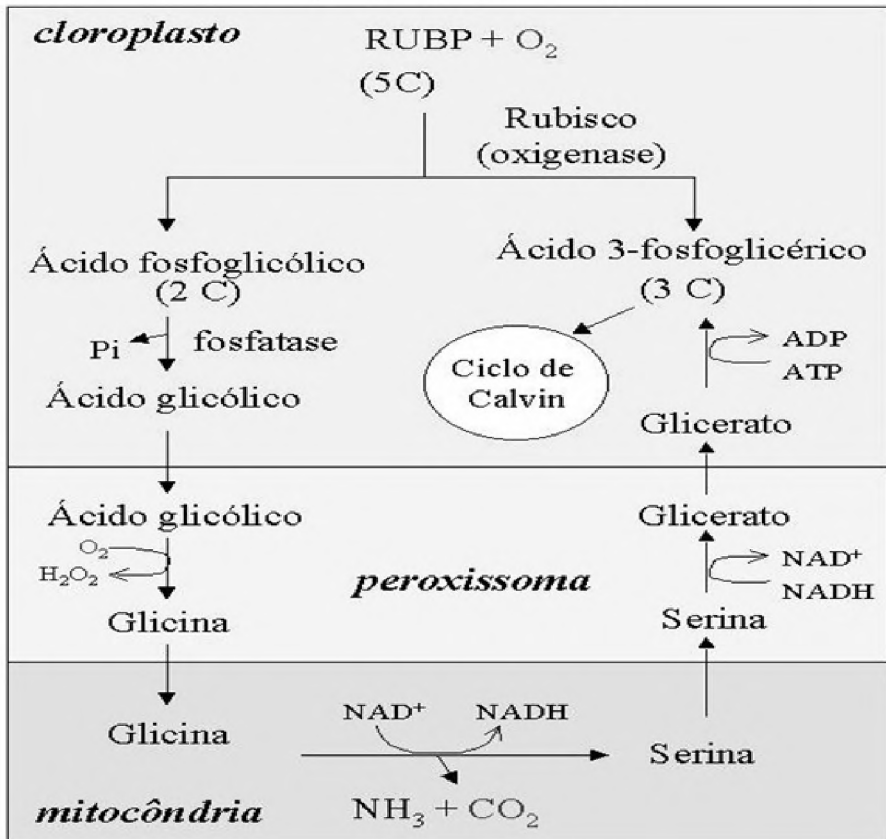 cloroplasto
RUBP + O₂
(5C)
Rubisco
(oxigenase)
Ácido fosfoglicólico
(2 C)
Ácido 3-fosfoglicérico
(3 C)
Pi
fosfatase
Ciclo de
Calvin
ADP
ATP
Ácido glicólico
Glicerato
Ácido glicólico
Glicerato
O₂
H₂O₂
peroxissoma
NAD⁺
NADH
Glicina
Serina
Glicina
NAD⁺ NADH
Serina
mitocôndria
NH₃ + CO₂